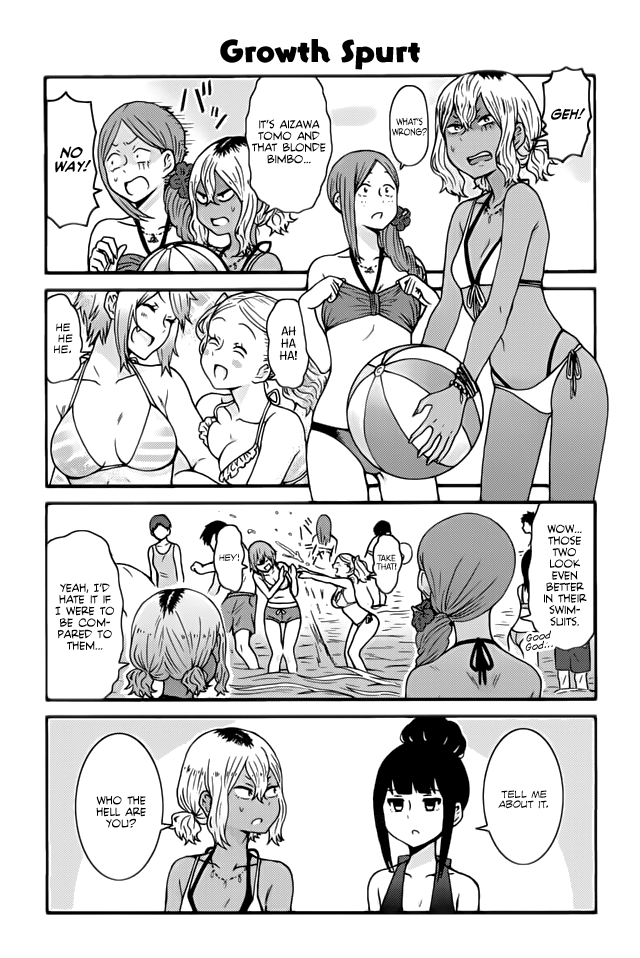 Growth Spurt
GEH!
WHAT'S
WRONG?
IT'S AIZAWA
TOMO AND
THAT BLONDE
BIMBO...
NO
WAY!
AH
HA
HA!
HE
HE
HE.
WOW...
THOSE
TWO
LOOK
EVEN
BETTER
IN THEIR
SWIM-
SUITS.
Good
God...
TAKE
THAT!
HEY!
YEAH, I'D
HATE IT IF
I WERE TO
BE COM-
PARED TO
THEM...
TELL ME
ABOUT IT.
WHO THE
HELL ARE
YOU?